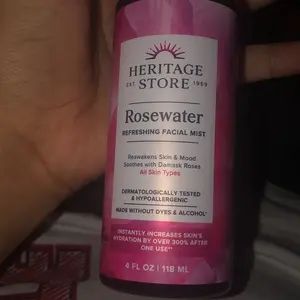 HERITAGE
EST. 1969
STORE
Rosewater
REFRESHING FACIAL MIST
Reawakens Skin & Mood
Soothes with Damask Roses
All Skin Types
DERMATOLOGICALLY TESTED
& HYPOALLERGENIC
MADE WITHOUT DYES & ALCOHOL†
INSTANTLY INCREASES SKIN'S
HYDRATION BY OVER 300% AFTER
ONE USE**
4 FL OZ | 118 ML